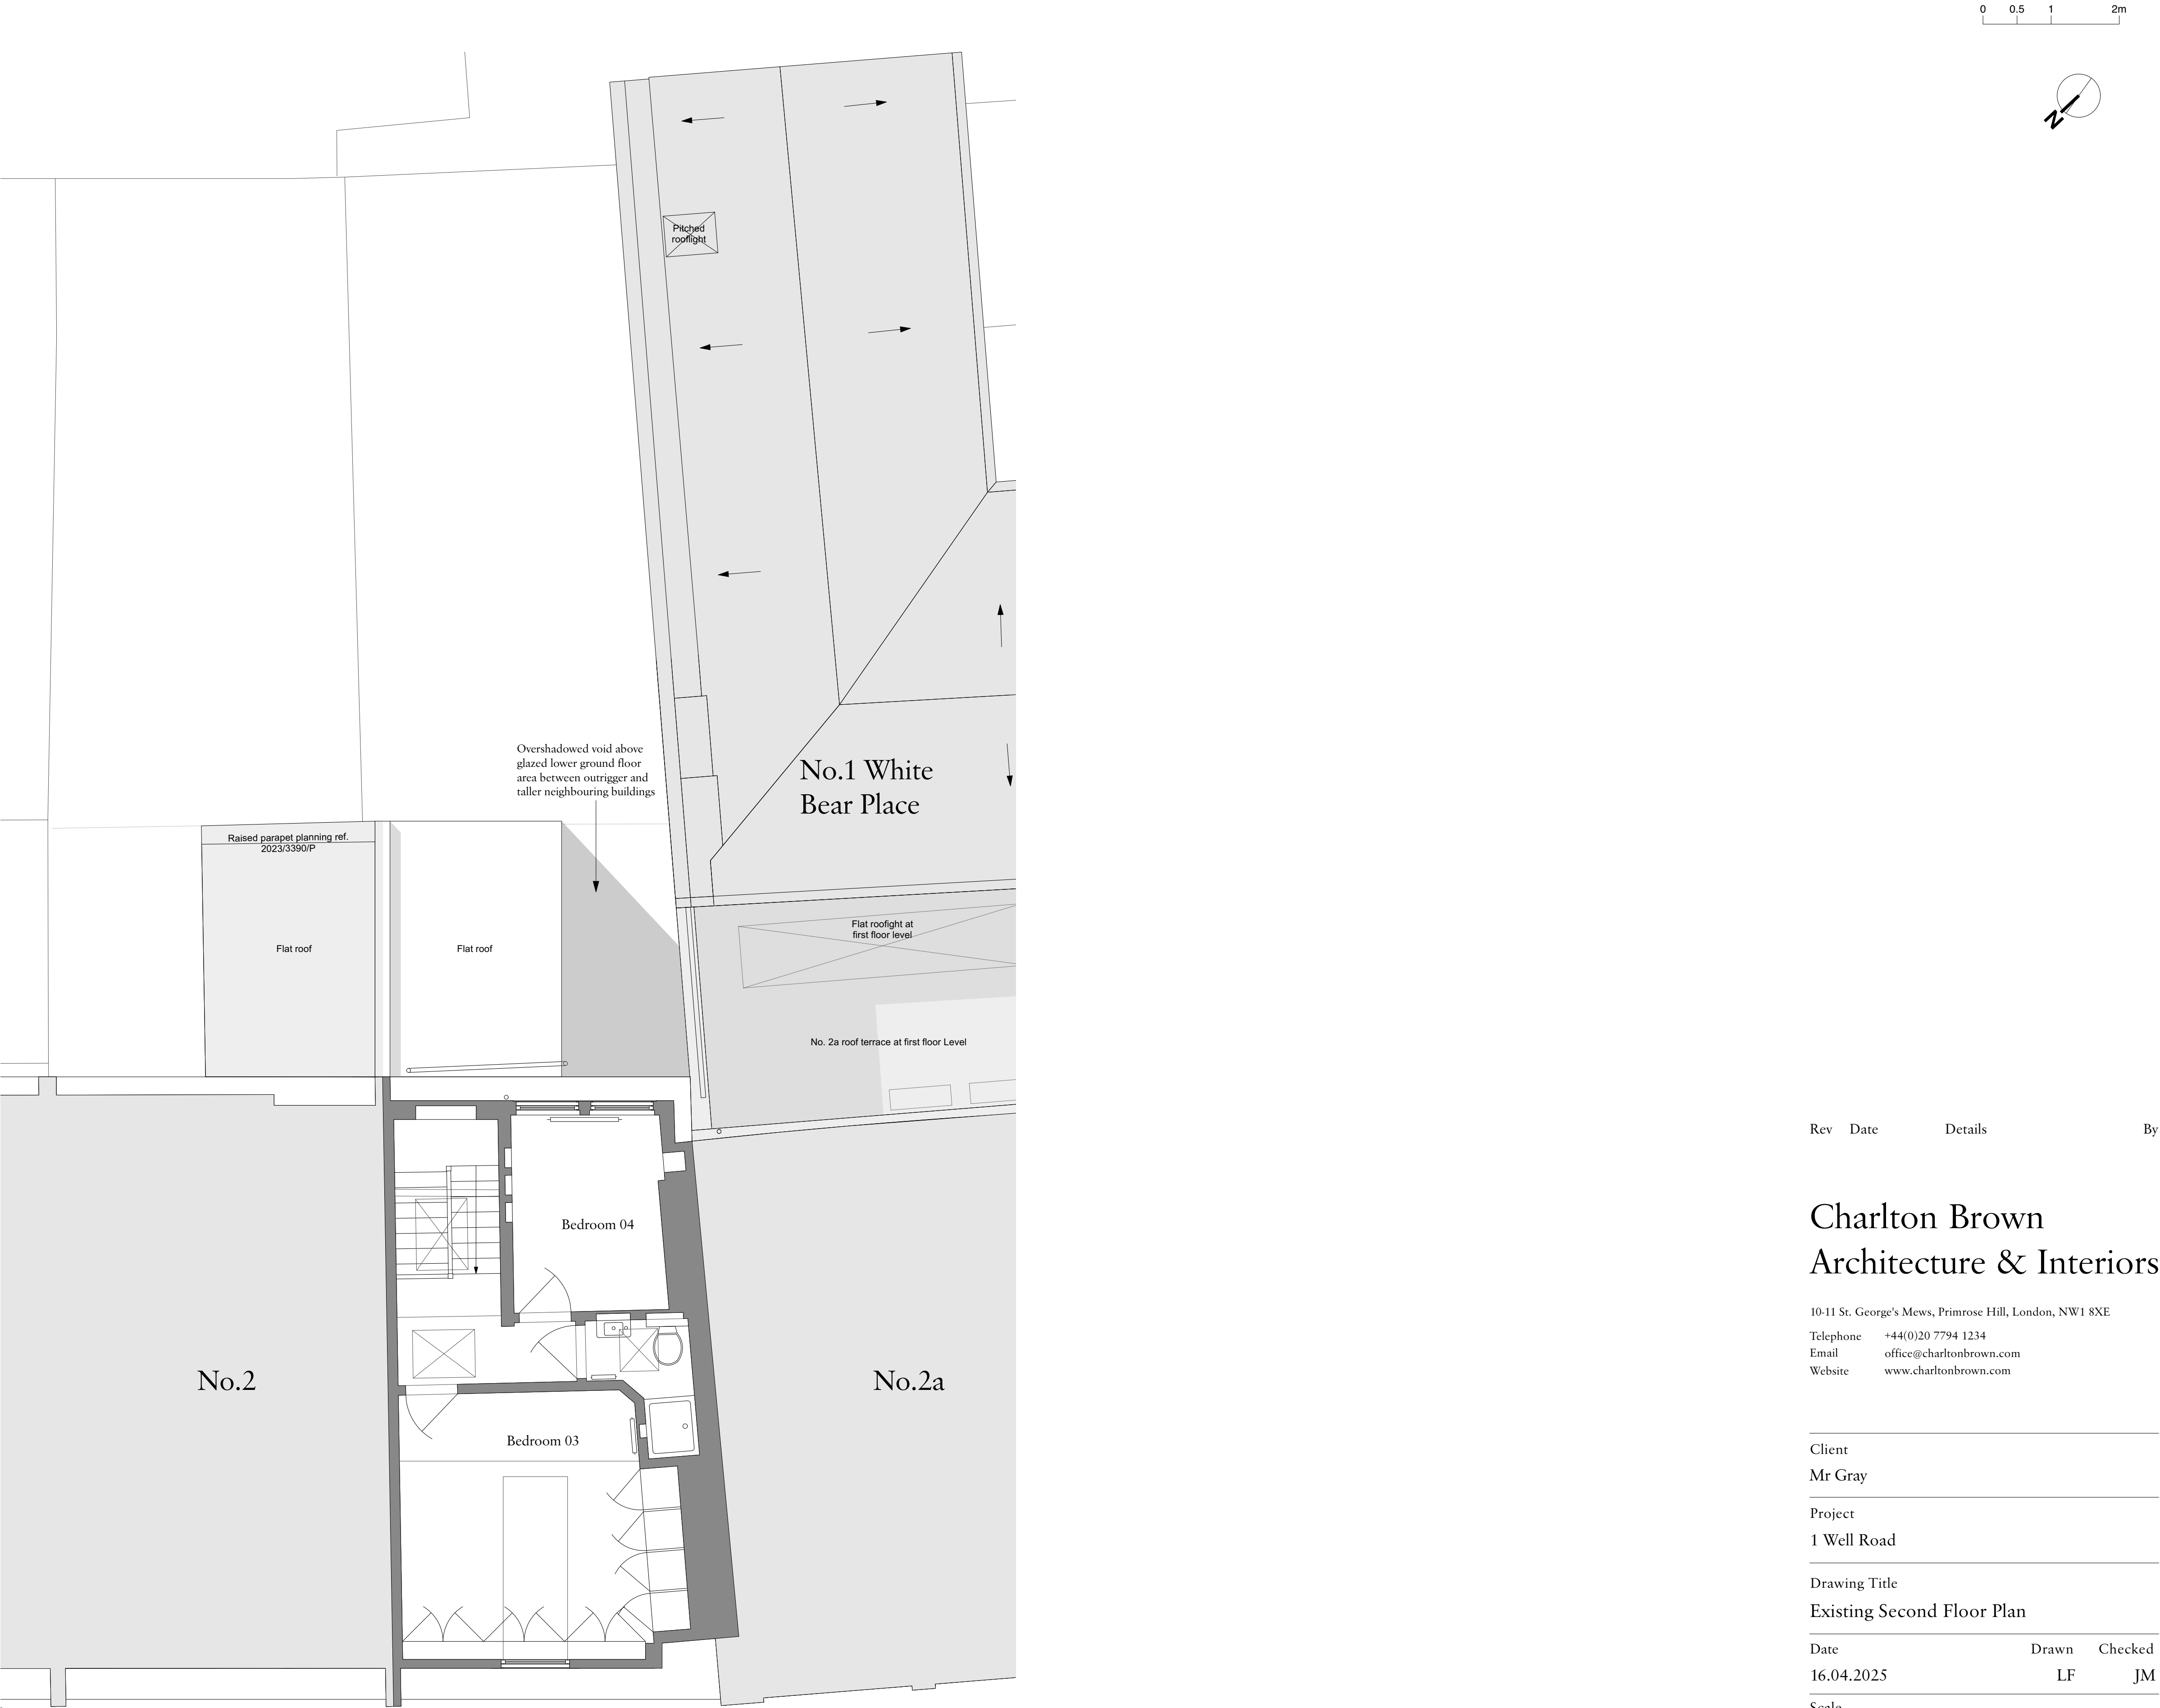 0 0.5 1 2m
N
Pitched
rooflight
Overshadowed void above
glazed lower ground floor
area between outrigger and
taller neighbouring buildings
No.1 White
Bear Place
Raised parapet planning ref.
2023/3390/P
Flat roof
Flat roof
Flat roofight at
first floor level
No. 2a roof terrace at first floor Level
Bedroom 04
No.2
No.2a
Bedroom 03
Rev Date Details By
Charlton Brown
Architecture & Interiors
10-11 St. George's Mews, Primrose Hill, London, NW1 8XE
Telephone +44(0)20 7794 1234
Email office@charltonbrown.com
Website www.charltonbrown.com
Client
Mr Gray
Project
1 Well Road
Drawing Title
Existing Second Floor Plan
Date Drawn Checked
16.04.2025 LF JM
Scale